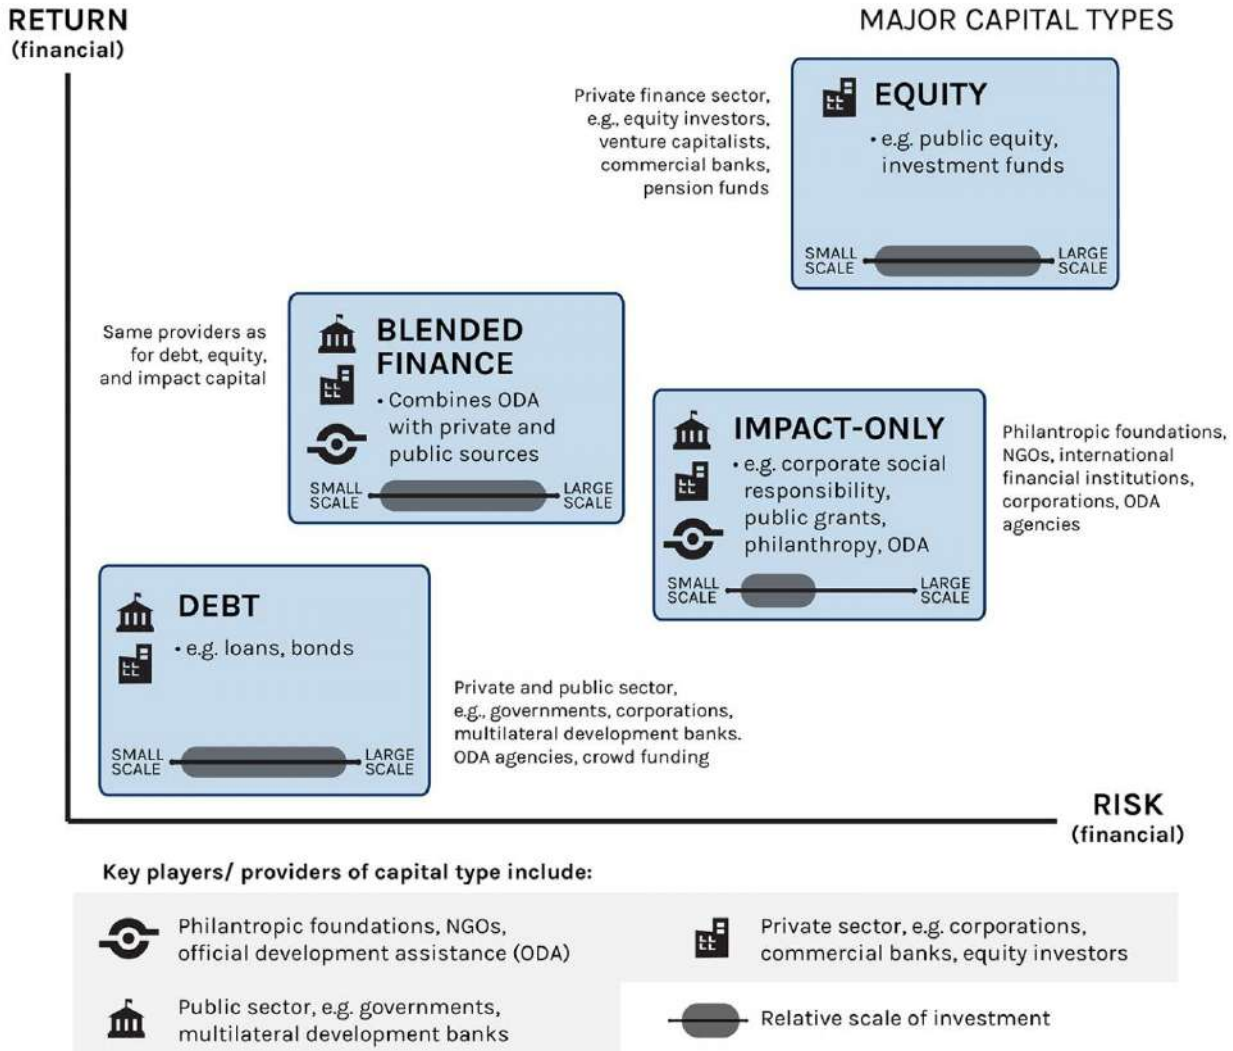 RETURN
(financial)
MAJOR CAPITAL TYPES
Private finance sector,
e.g., equity investors,
venture capitalists,
commercial banks,
pension funds
EQUITY
• e.g. public equity,
investment funds
SMALL
SCALE
LARGE
SCALE
Same providers as
for debt, equity,
and impact capital
BLENDED
FINANCE
• Combines ODA
with private and
public sources
SMALL
SCALE
LARGE
SCALE
IMPACT-ONLY
• e.g. corporate social
responsibility,
public grants,
philanthropy, ODA
SMALL
SCALE
LARGE
SCALE
Philantropic foundations,
NGOs, international
financial institutions,
corporations, ODA
agencies
DEBT
• e.g. loans, bonds
SMALL
SCALE
LARGE
SCALE
Private and public sector,
e.g., governments, corporations,
multilateral development banks.
ODA agencies, crowd funding
RISK
(financial)
Key players/ providers of capital type include:
Philantropic foundations, NGOs,
official development assistance (ODA)
Private sector, e.g. corporations,
commercial banks, equity investors
Public sector, e.g. governments,
multilateral development banks
Relative scale of investment